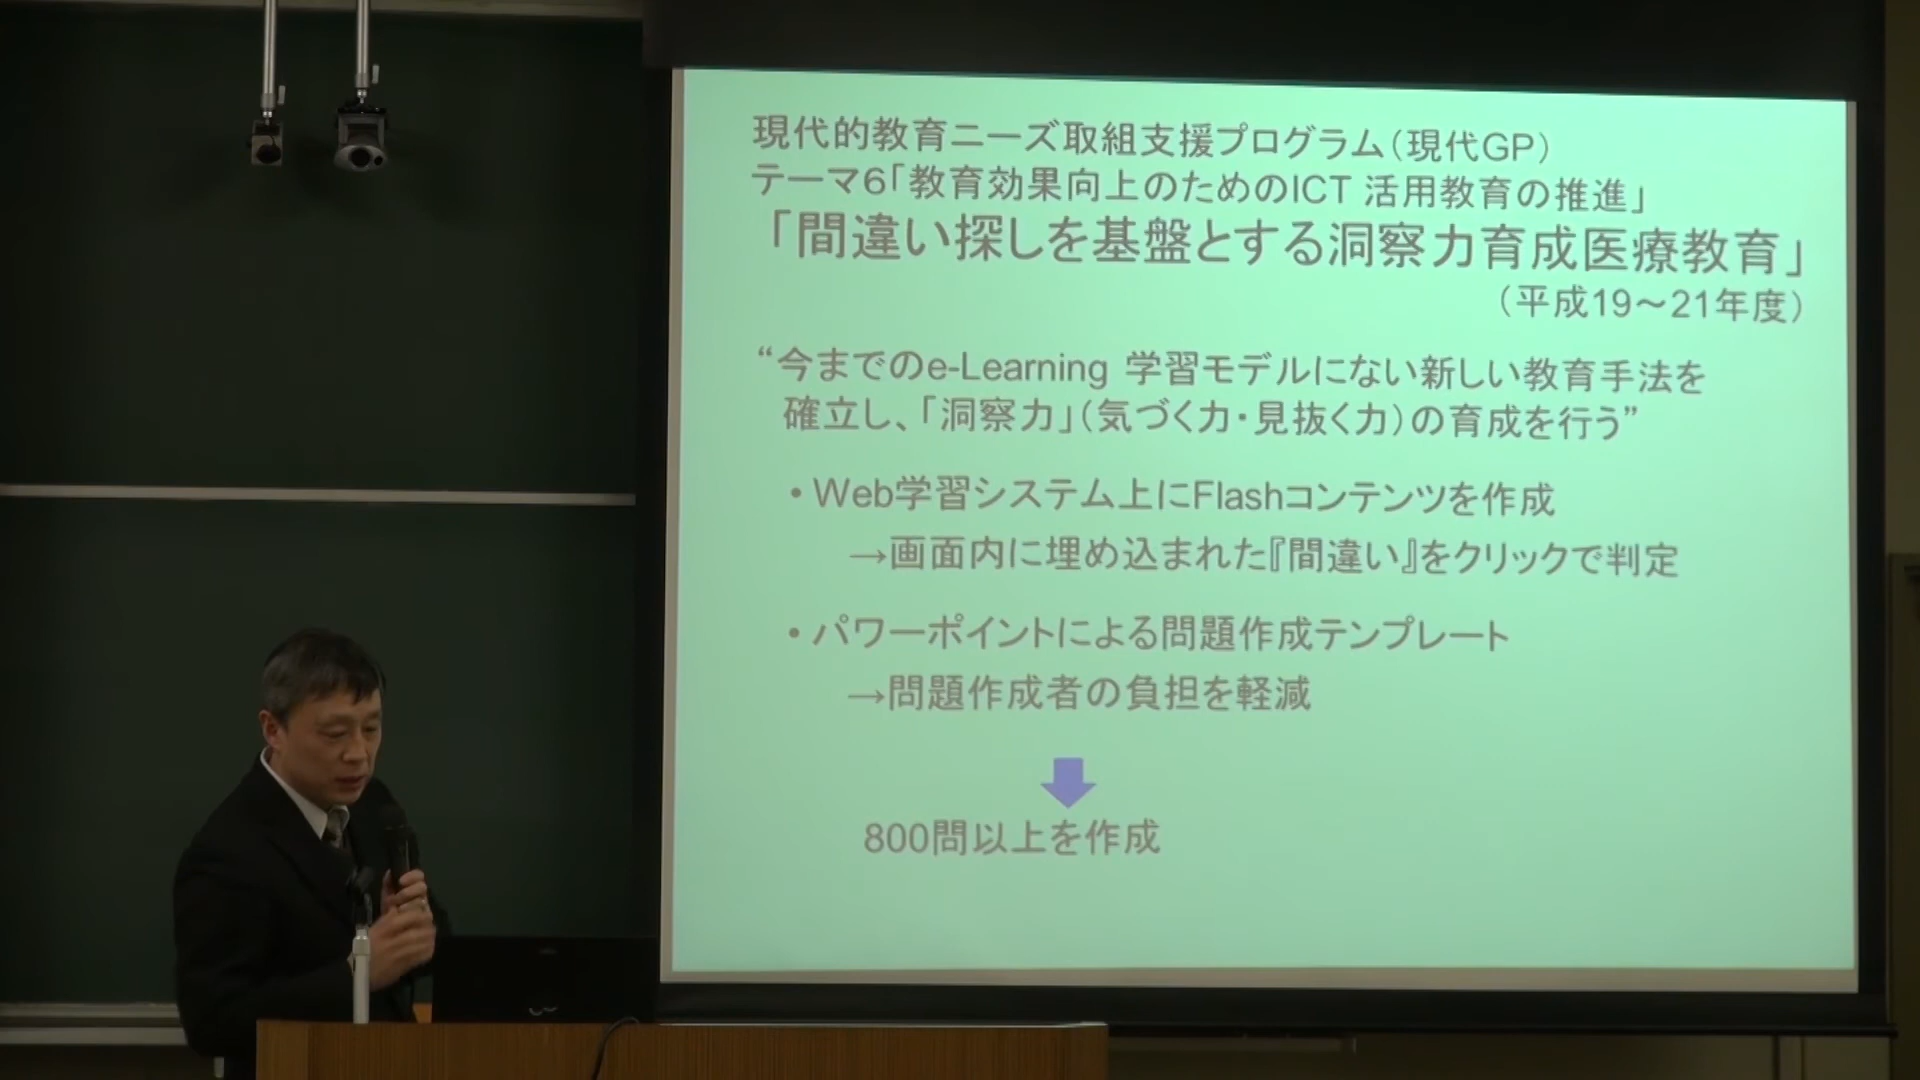 現代的教育ニーズ取組支援プログラム（現代GP）
テーマ6「教育効果向上のためのICT 活用教育の推進」
「間違い探しを基盤とする洞察力育成医療教育」
（平成19～21年度）
“今までのe-Learning 学習モデルにない新しい教育手法を
確立し、「洞察力」（気づく力・見抜く力）の育成を行う”
・Web学習システム上にFlashコンテンツを作成
→画面内に埋め込まれた『間違い』をクリックで判定
・パワーポイントによる問題作成テンプレート
→問題作成者の負担を軽減
800問以上を作成